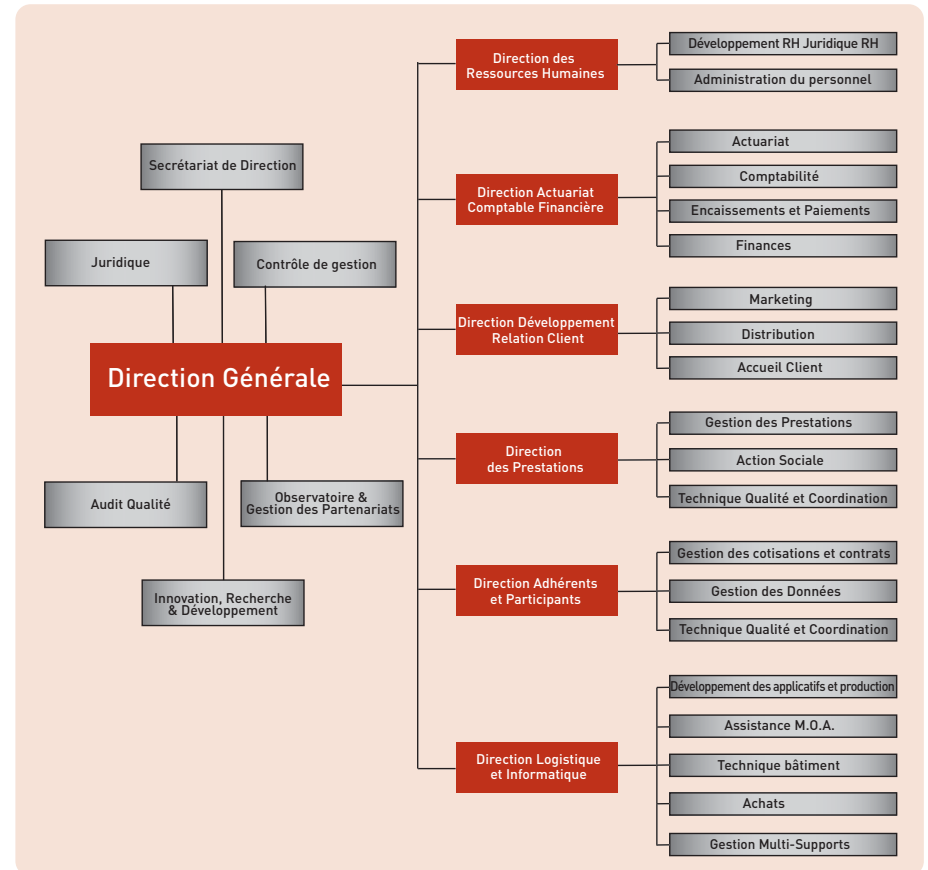 Secrétariat de Direction
Juridique
Contrôle de gestion
Direction Générale
Audit Qualité
Observatoire &
Gestion des Partenariats
Innovation, Recherche
& Développement
Direction des
Ressources Humaines
Développement RH Juridique RH
Administration du personnel
Direction Actuariat
Comptable Financière
Actuariat
Comptabilité
Encaissements et Paiements
Finances
Direction Développement
Relation Client
Marketing
Distribution
Accueil Client
Direction
des Prestations
Gestion des Prestations
Action Sociale
Technique Qualité et Coordination
Direction Adhérents
et Participants
Gestion des cotisations et contrats
Gestion des Données
Technique Qualité et Coordination
Direction Logistique
et Informatique
Développement des applicatifs et production
Assistance M.O.A.
Technique bâtiment
Achats
Gestion Multi-Supports